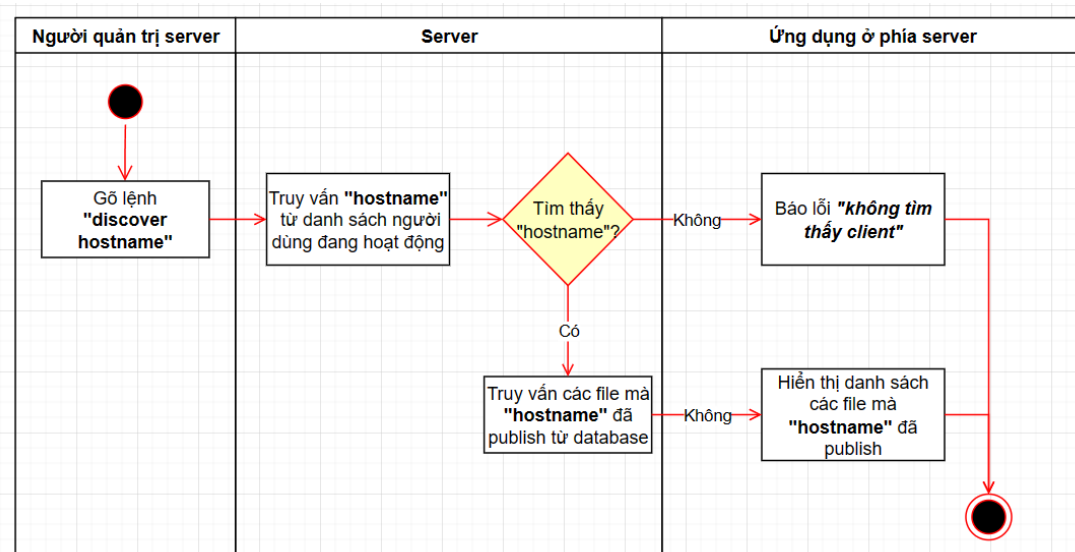 Người quản trị server
Server
Ứng dụng ở phía server
Gõ lệnh
"discover
hostname"
Truy vấn "hostname"
từ danh sách người
dùng đang hoạt động
Tìm thấy
"hostname"?
Không
Báo lỗi "không tìm
thấy client"
Có
Truy vấn các file mà
"hostname" đã
publish từ database
Không
Hiển thị danh sách
các file mà
"hostname" đã
publish